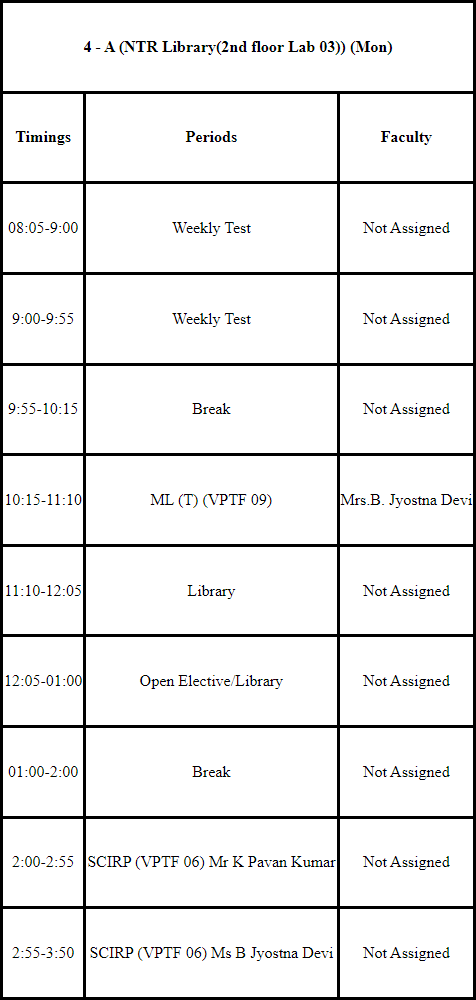 4 - A (NTR Library(2nd floor Lab 03)) (Mon)
Timings Periods Faculty
08:05-9:00 Weekly Test Not Assigned
9:00-9:55 Weekly Test Not Assigned
9:55-10:15 Break Not Assigned
10:15-11:10 ML (T) (VPTF 09) Mrs.B. Jyostna Devi
11:10-12:05 Library Not Assigned
12:05-01:00 Open Elective/Library Not Assigned
01:00-2:00 Break Not Assigned
2:00-2:55 SCIRP (VPTF 06) Mr K Pavan Kumar Not Assigned
2:55-3:50 SCIRP (VPTF 06) Ms B Jyostna Devi Not Assigned